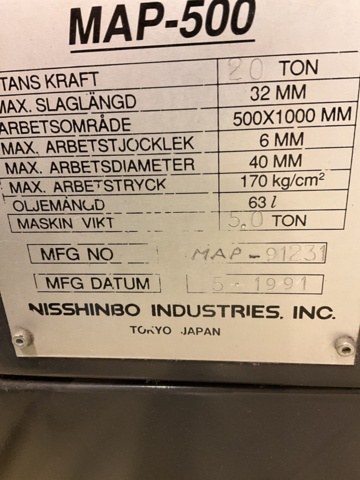 MAP-500
TANS KRAFT 20 TON
MAX. SLAGLÄNGD 32 MM
ARBETSOMRÅDE 500X1000 MM
MAX. ARBETSTJOCKLEK 6 MM
MAX. ARBETSDIAMETER 40 MM
MAX. ARBETSTRYCK 170 kg/cm²
OLJEMÄNGD 63 l
MASKIN VIKT 5,0 TON
MFG NO MAP-91231
MFG DATUM 5-1991
NISSHINBO INDUSTRIES, INC.
TOKYO JAPAN